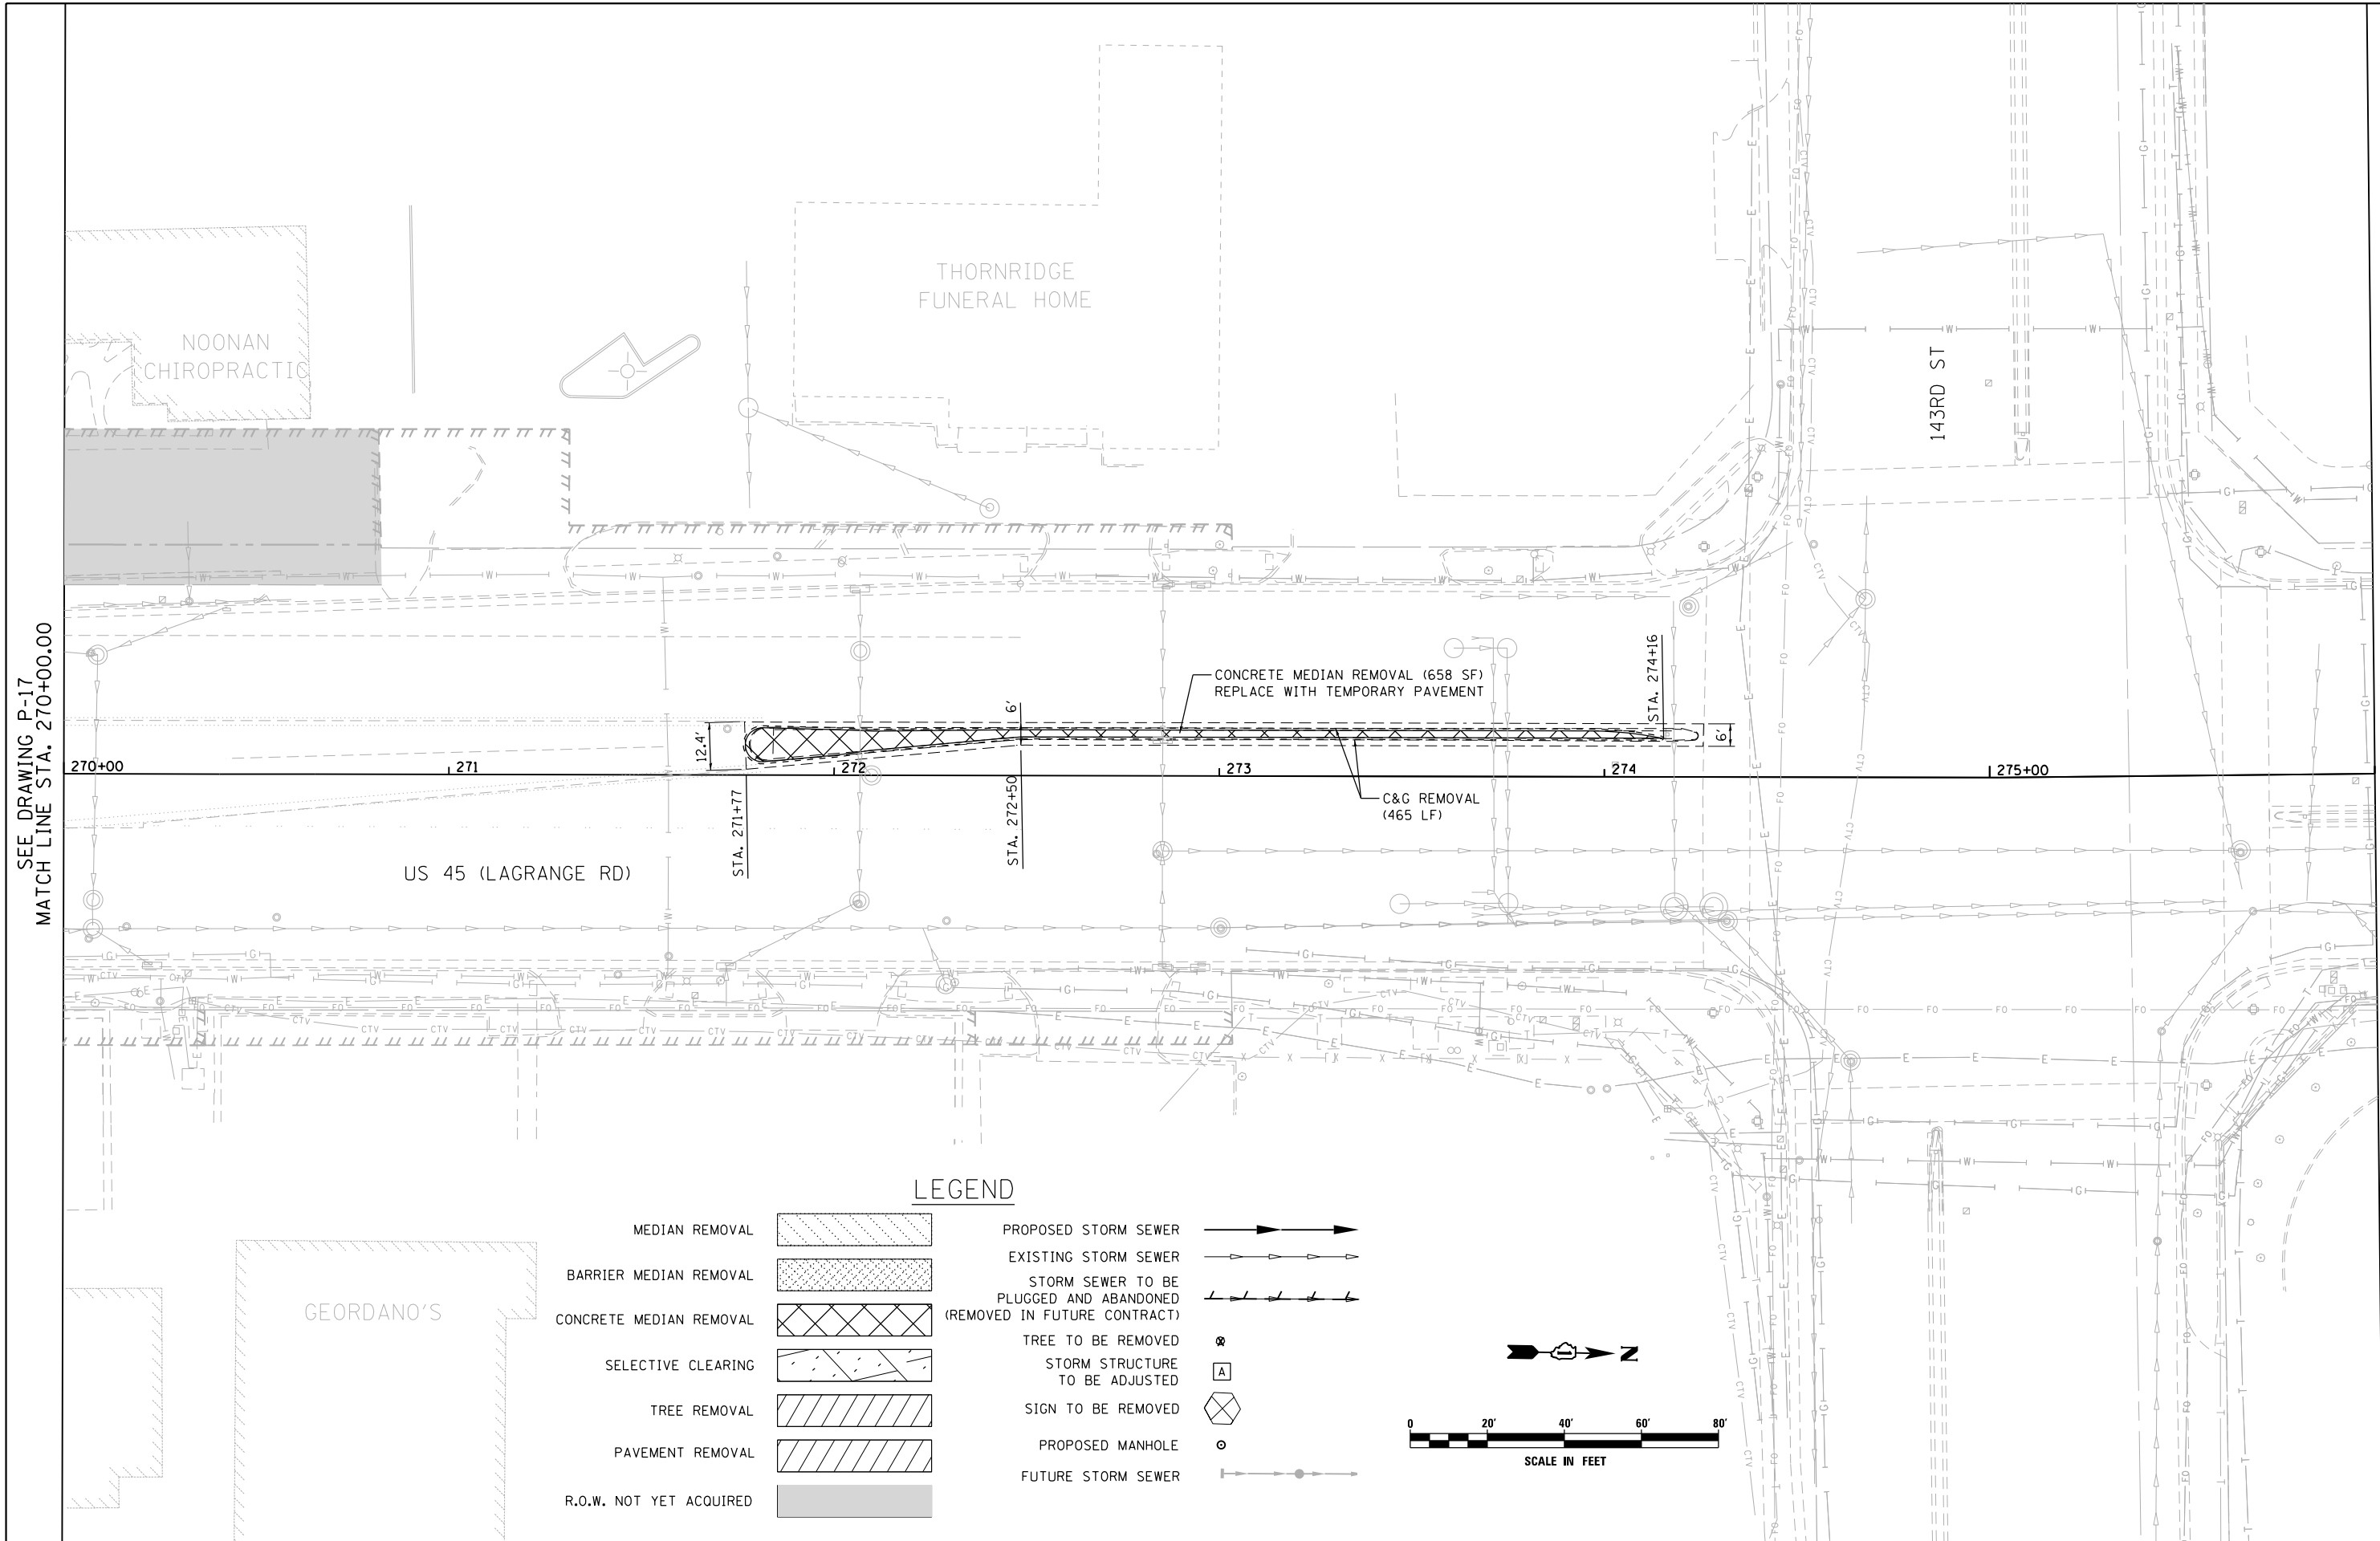 SEE DRAWING P-17
MATCH LINE STA. 270+00.00
NOONAN
CHIROPRACTIC
THORNRIDGE
FUNERAL HOME
143RD ST
CONCRETE MEDIAN REMOVAL (658 SF)
REPLACE WITH TEMPORARY PAVEMENT
STA. 274+16
6'
12.4'
6'
270+00
271
272
273
274
275+00
STA. 271+77
STA. 272+50
C&G REMOVAL
(465 LF)
US 45 (LAGRANGE RD)
GEORDANO'S
LEGEND
MEDIAN REMOVAL
BARRIER MEDIAN REMOVAL
CONCRETE MEDIAN REMOVAL
SELECTIVE CLEARING
TREE REMOVAL
PAVEMENT REMOVAL
R.O.W. NOT YET ACQUIRED
PROPOSED STORM SEWER
EXISTING STORM SEWER
STORM SEWER TO BE
PLUGGED AND ABANDONED
(REMOVED IN FUTURE CONTRACT)
TREE TO BE REMOVED
STORM STRUCTURE
TO BE ADJUSTED
A
SIGN TO BE REMOVED
PROPOSED MANHOLE
FUTURE STORM SEWER
N
0 20' 40' 60' 80'
SCALE IN FEET